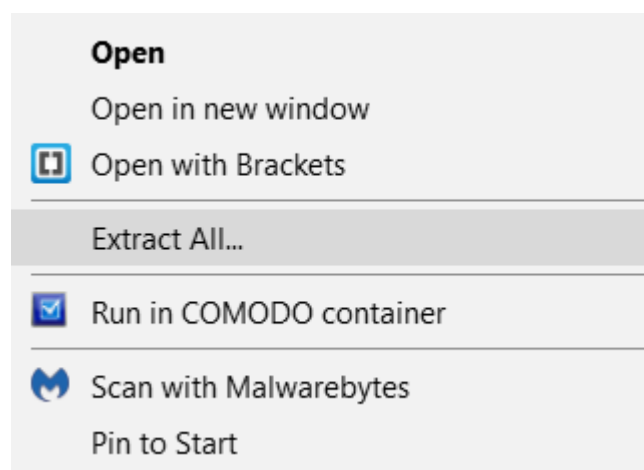 Open
Open in new window
Open with Brackets
Extract All...
Run in COMODO container
Scan with Malwarebytes
Pin to Start